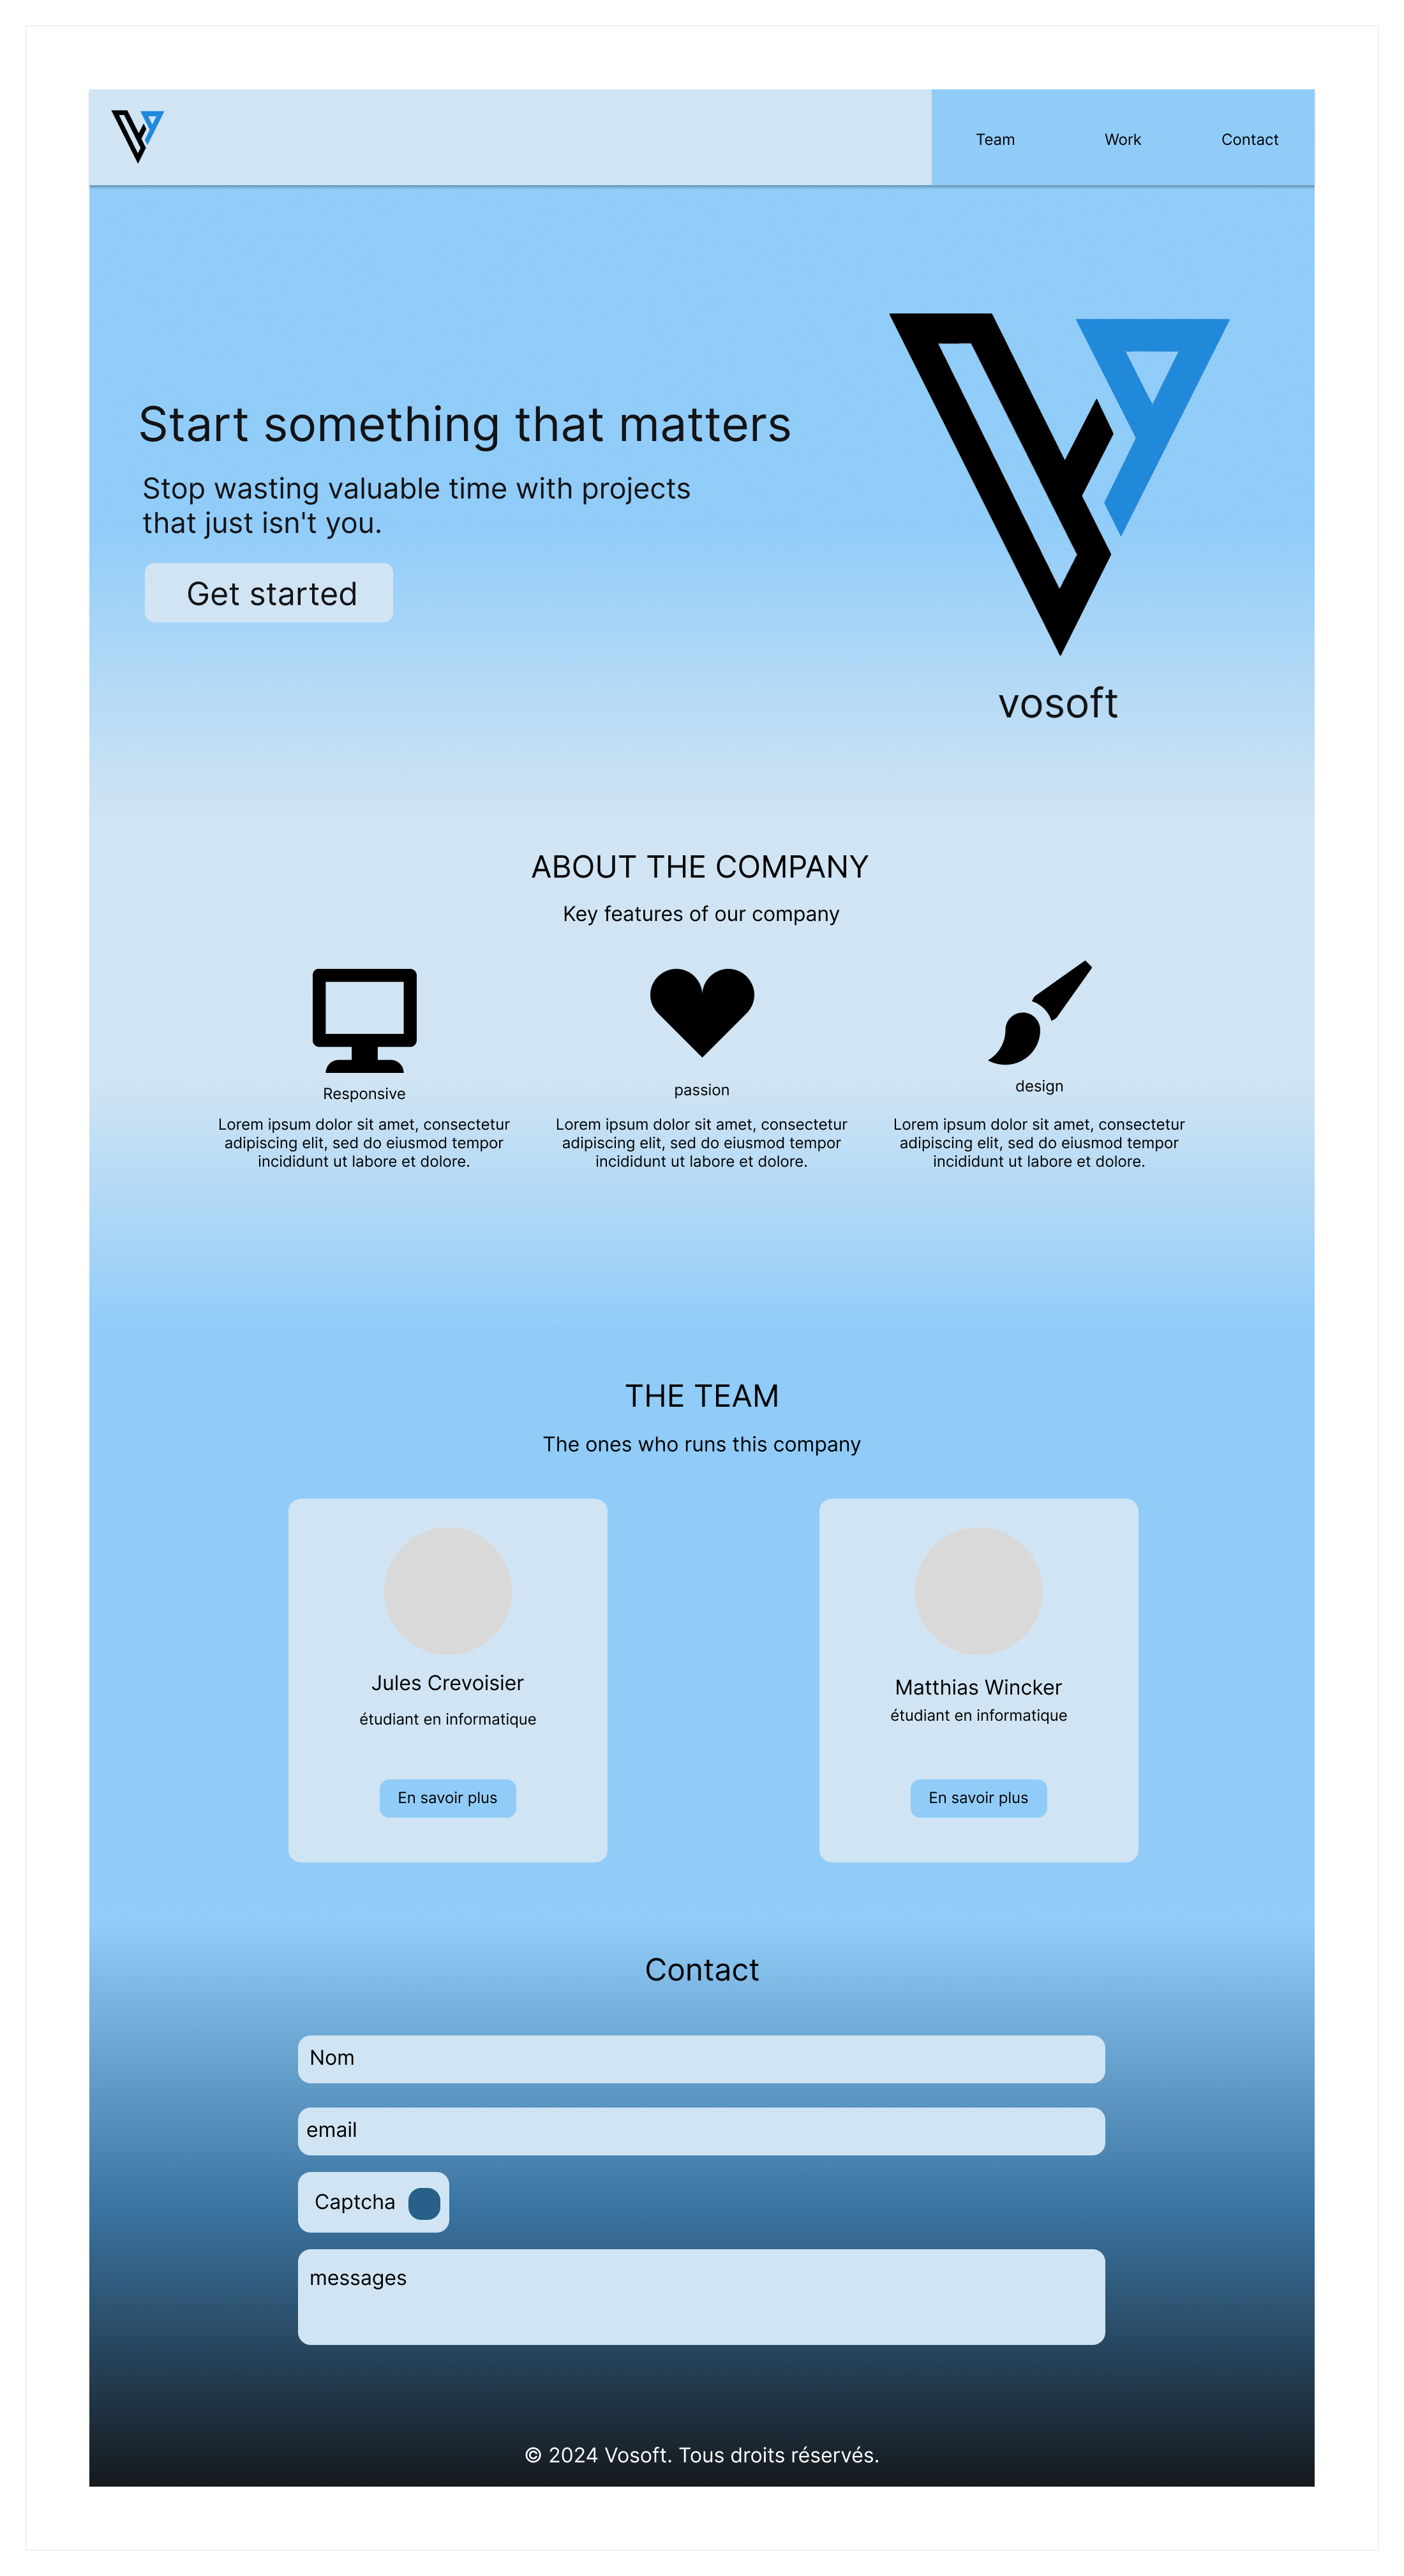 Team
Work
Contact
Start something that matters
Stop wasting valuable time with projects
that just isn't you.
Get started
vosoft
ABOUT THE COMPANY
Key features of our company
Responsive
Lorem ipsum dolor sit amet, consectetur
adipiscing elit, sed do eiusmod tempor
incididunt ut labore et dolore.
passion
Lorem ipsum dolor sit amet, consectetur
adipiscing elit, sed do eiusmod tempor
incididunt ut labore et dolore.
design
Lorem ipsum dolor sit amet, consectetur
adipiscing elit, sed do eiusmod tempor
incididunt ut labore et dolore.
THE TEAM
The ones who runs this company
Jules Crevoisier
étudiant en informatique
En savoir plus
Matthias Wincker
étudiant en informatique
En savoir plus
Contact
Nom
email
Captcha
messages
© 2024 Vosoft. Tous droits réservés.